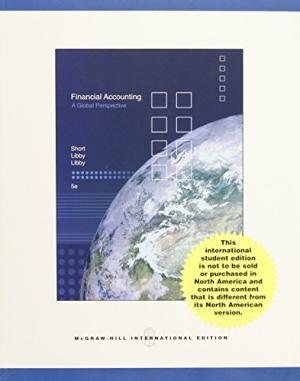 Financial Accounting
A Global Perspective
Short
Libby
Libby
5e
This
international
student edition
is not to be sold
or purchased in
North America and
contains content
that is different from
its North American
version.
McGRAW-HILL INTERNATIONAL EDITION